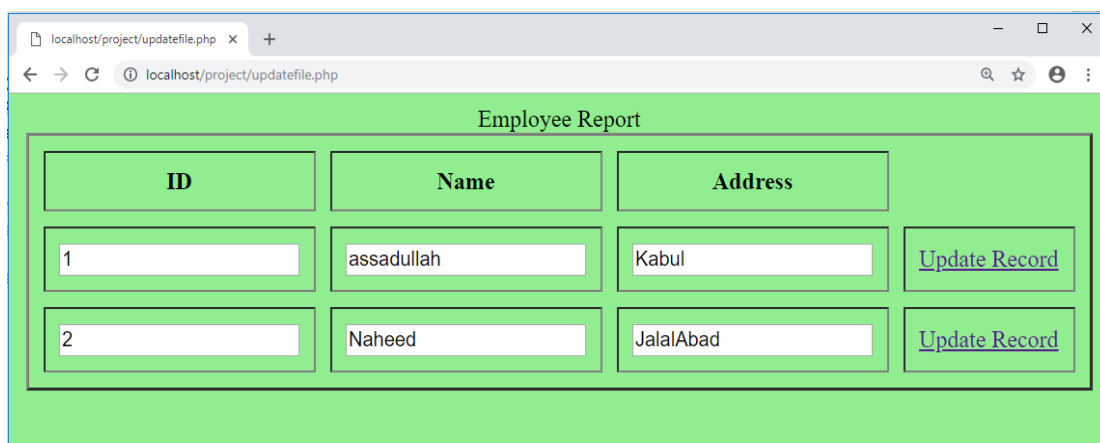 localhost/project/updatefile.php
localhost/project/updatefile.php
Employee Report
ID Name Address
1 assadullah Kabul Update Record
2 Naheed JalalAbad Update Record